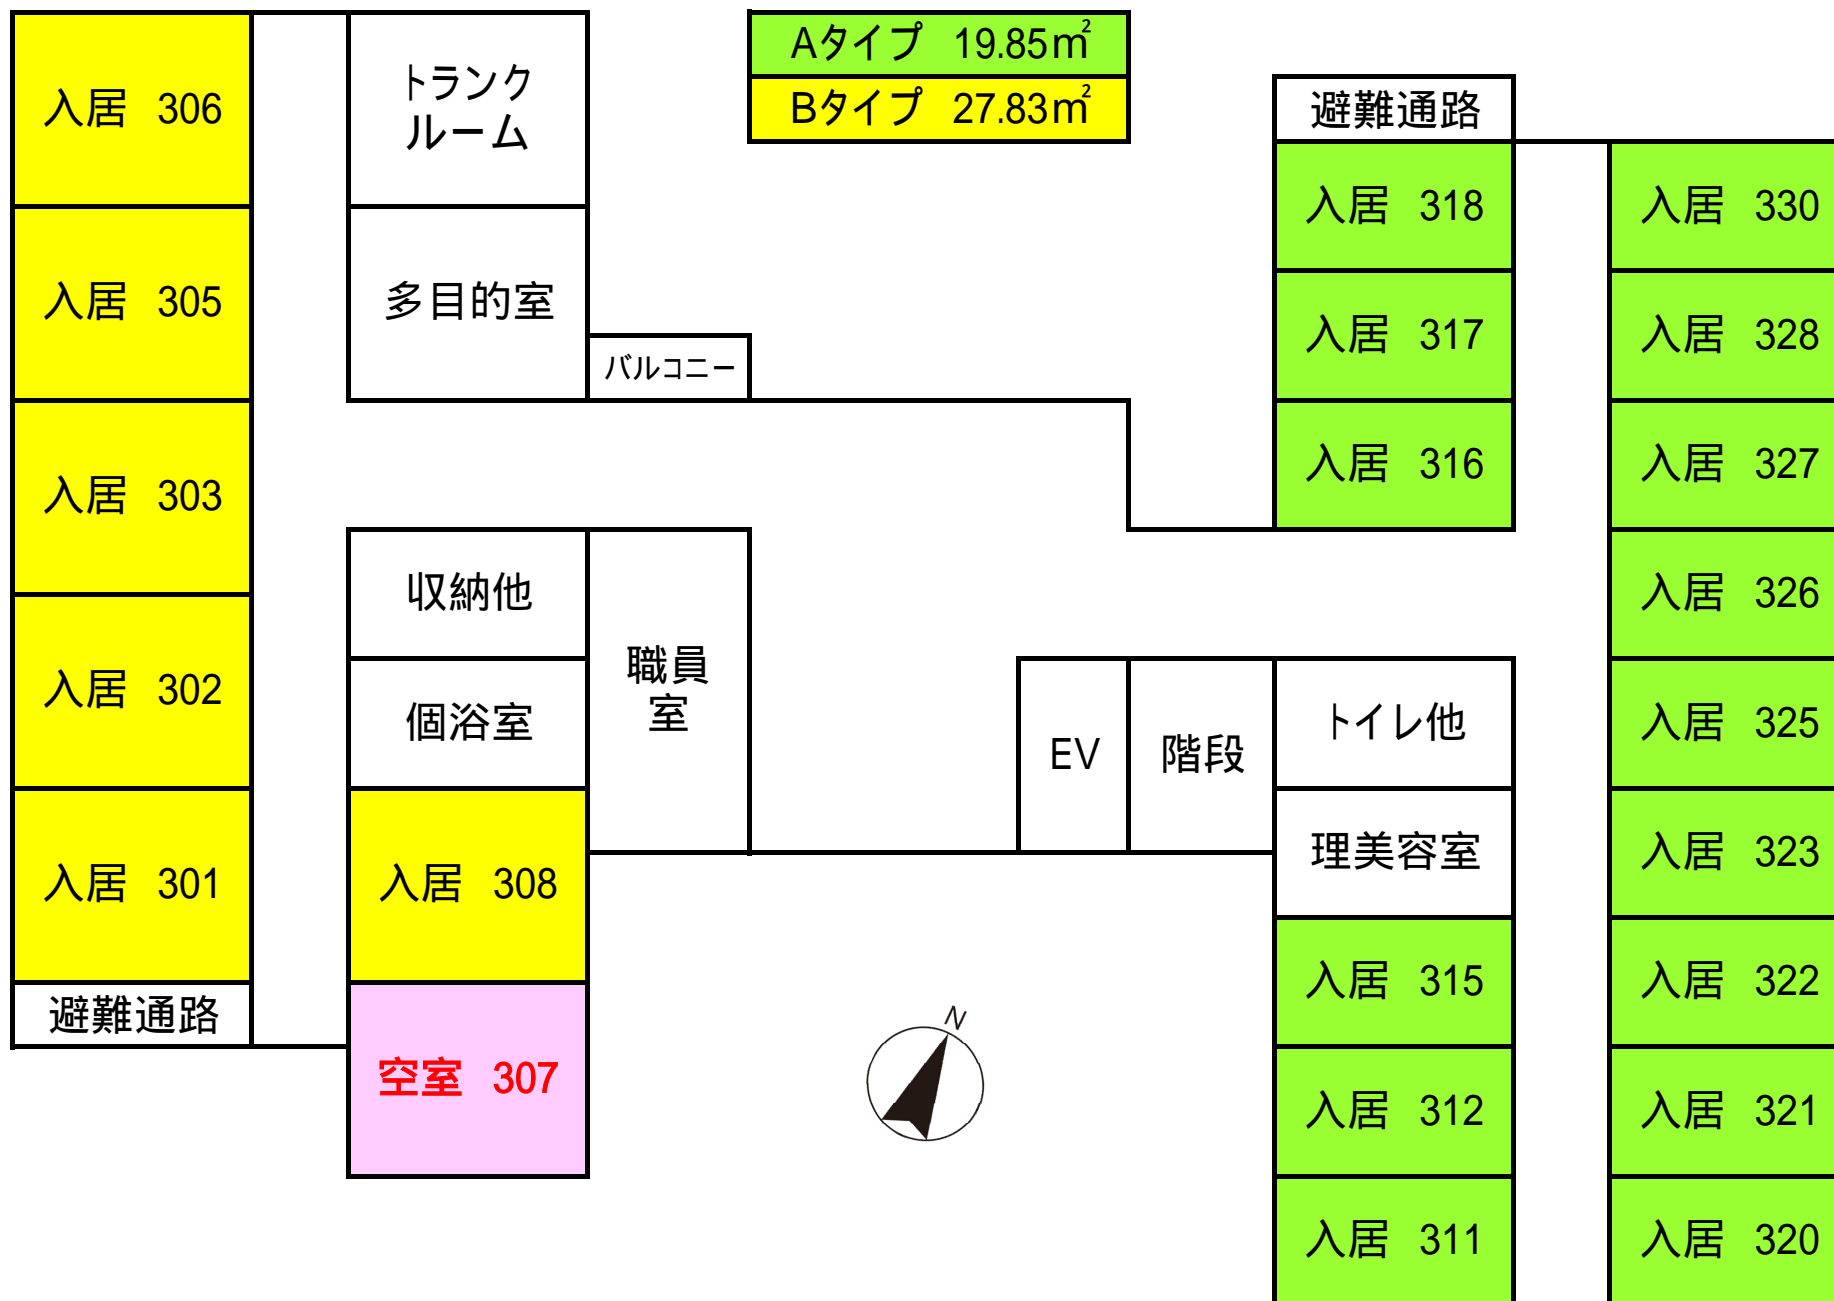 Aタイプ 19.85㎡
Bタイプ 27.83㎡
入居 306
トランク
ルーム
避難通路
入居 318
入居 330
入居 305
多目的室
バルコニー
入居 317
入居 328
入居 303
入居 316
入居 327
収納他
職員
室
入居 326
入居 302
個浴室
EV
階段
トイレ他
入居 325
入居 301
入居 308
理美容室
入居 323
避難通路
空室 307
N
入居 315
入居 322
入居 312
入居 321
入居 311
入居 320